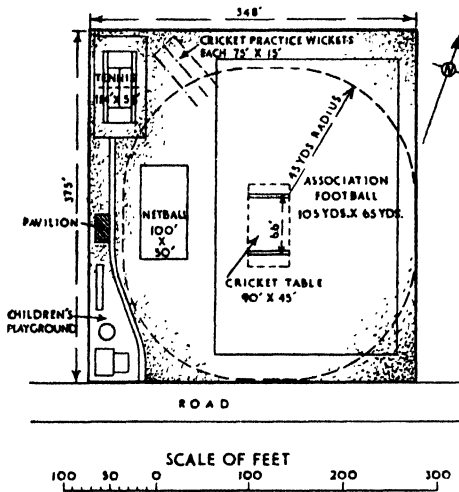 348'
CRICKET PRACTICE WICKETS
EACH 75' X 15'
TENNIS
375'
45 YDS RADIUS
N
ASSOCIATION
FOOTBALL
105 YDS. X 65 YDS.
PAVILION
NETBALL
100'
X
50'
66'
CRICKET TABLE
90' X 45'
CHILDREN'S
PLAYGROUND
ROAD
SCALE OF FEET
100 50 0 100 200 300